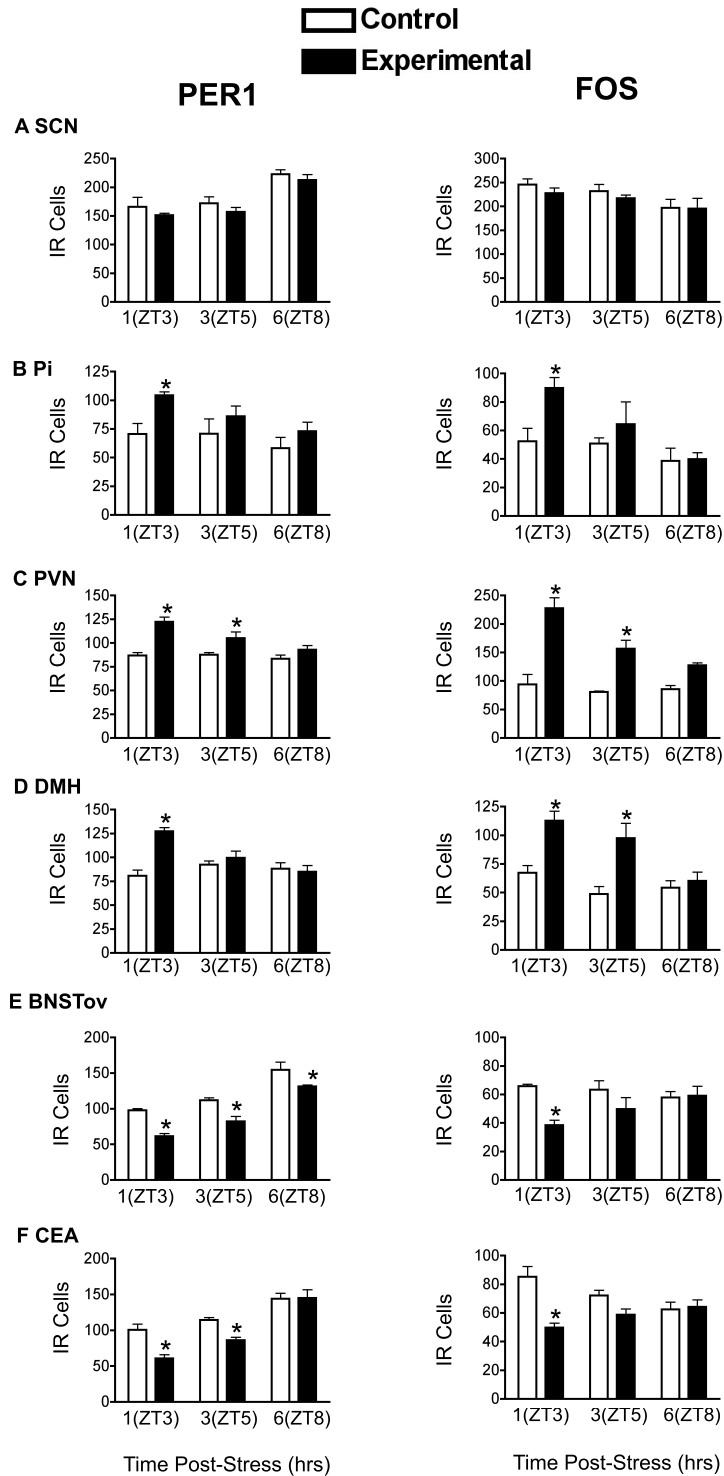 Control
Experimental
PER1
FOS
A SCN
IR Cells
250
200
150
100
50
0
1(ZT3) 3(ZT5) 6(ZT8)
IR Cells
300
250
200
150
100
50
0
1(ZT3) 3(ZT5) 6(ZT8)
B Pi
IR Cells
125
100
75
50
25
0
*
1(ZT3) 3(ZT5) 6(ZT8)
IR Cells
100
80
60
40
20
0
*
1(ZT3) 3(ZT5) 6(ZT8)
C PVN
IR Cells
150
125
100
75
50
25
0
* *
1(ZT3) 3(ZT5) 6(ZT8)
IR Cells
250
200
150
100
50
0
* *
1(ZT3) 3(ZT5) 6(ZT8)
D DMH
IR Cells
150
125
100
75
50
25
0
*
1(ZT3) 3(ZT5) 6(ZT8)
IR Cells
125
100
75
50
25
0
* *
1(ZT3) 3(ZT5) 6(ZT8)
E BNSTov
IR Cells
200
150
100
50
0
* * *
1(ZT3) 3(ZT5) 6(ZT8)
IR Cells
100
80
60
40
20
0
*
1(ZT3) 3(ZT5) 6(ZT8)
F CEA
IR Cells
200
150
100
50
0
* *
1(ZT3) 3(ZT5) 6(ZT8)
Time Post-Stress (hrs)
IR Cells
100
80
60
40
20
0
*
1(ZT3) 3(ZT5) 6(ZT8)
Time Post-Stress (hrs)